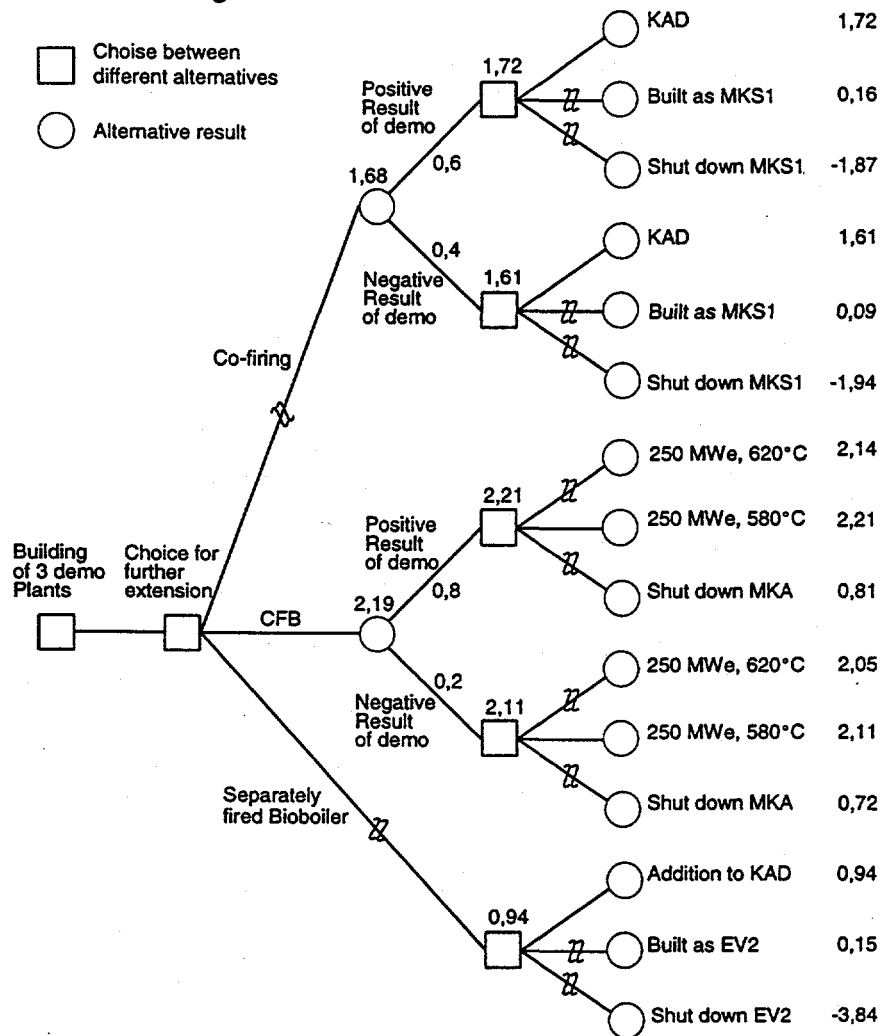 Choise between
different alternatives
Alternative result
Positive
Result
of demo
0,6
1,68
0,4
Negative
Result
of demo
1,72
KAD 1,72
Built as MKS1 0,16
Shut down MKS1 -1,87
1,61
KAD 1,61
Built as MKS1 0,09
Shut down MKS1 -1,94
Co-firing
Building
of 3 demo
Plants
Choice for
further
extension
CFB
2,19
Positive
Result
of demo
0,8
0,2
Negative
Result
of demo
2,21
250 MWe, 620°C 2,14
250 MWe, 580°C 2,21
Shut down MKA 0,81
2,11
250 MWe, 620°C 2,05
250 MWe, 580°C 2,11
Shut down MKA 0,72
Separately
fired Bioboiler
0,94
Addition to KAD 0,94
Built as EV2 0,15
Shut down EV2 -3,84